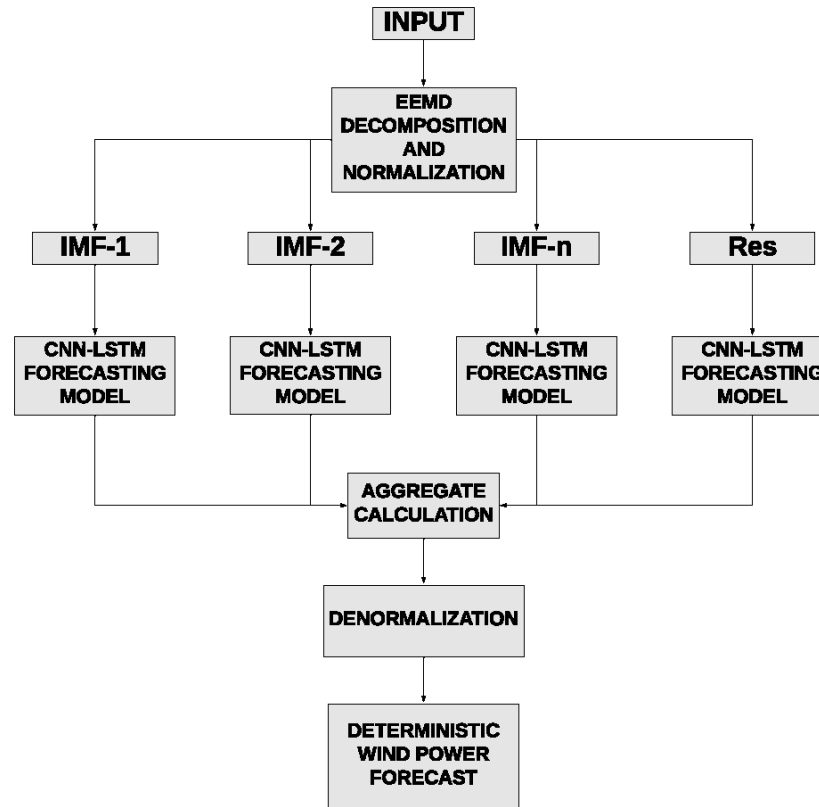 INPUT
EEMD
DECOMPOSITION
AND
NORMALIZATION
IMF-1
IMF-2
IMF-n
Res
CNN-LSTM
FORECASTING
MODEL
CNN-LSTM
FORECASTING
MODEL
CNN-LSTM
FORECASTING
MODEL
CNN-LSTM
FORECASTING
MODEL
AGGREGATE
CALCULATION
DENORMALIZATION
DETERMINISTIC
WIND POWER
FORECAST